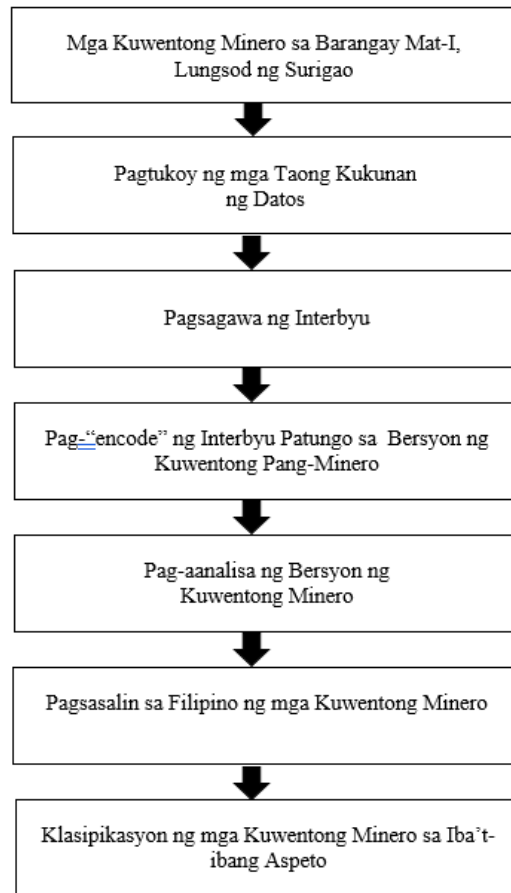 Mga Kuwentong Minero sa Barangay Mat-I,
Lungsod ng Surigao
Pagtukoy ng mga Taong Kukunan
ng Datos
Pagsagawa ng Interbyu
Pag-“encode” ng Interbyu Patungo sa Bersyon ng
Kuwentong Pang-Minero
Pag-aanalisa ng Bersyon ng
Kuwentong Minero
Pagsasalin sa Filipino ng mga Kuwentong Minero
Klasipikasyon ng mga Kuwentong Minero sa Iba’t-
ibang Aspeto